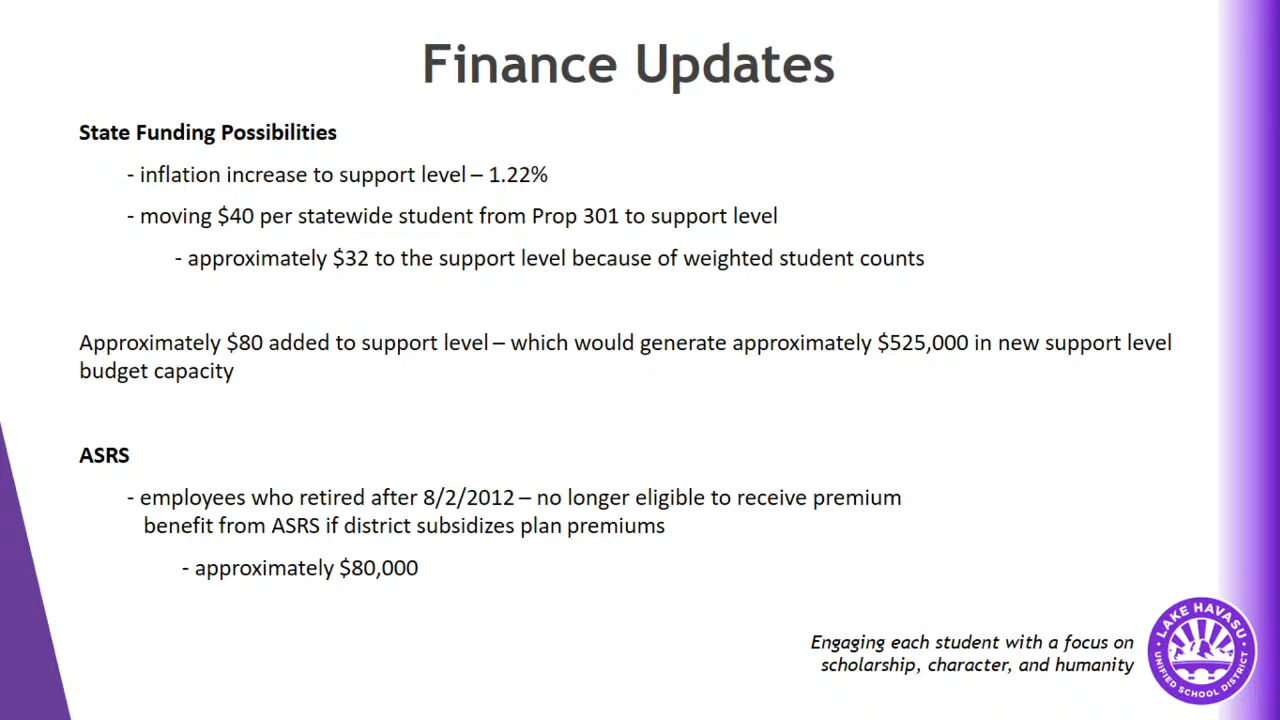 Finance Updates
State Funding Possibilities
- inflation increase to support level – 1.22%
- moving $40 per statewide student from Prop 301 to support level
- approximately $32 to the support level because of weighted student counts
Approximately $80 added to support level – which would generate approximately $525,000 in new support level
budget capacity
ASRS
- employees who retired after 8/2/2012 – no longer eligible to receive premium
benefit from ASRS if district subsidizes plan premiums
- approximately $80,000
Engaging each student with a focus on
scholarship, character, and humanity
LAKE HAVASU
UNIFIED SCHOOL DISTRICT